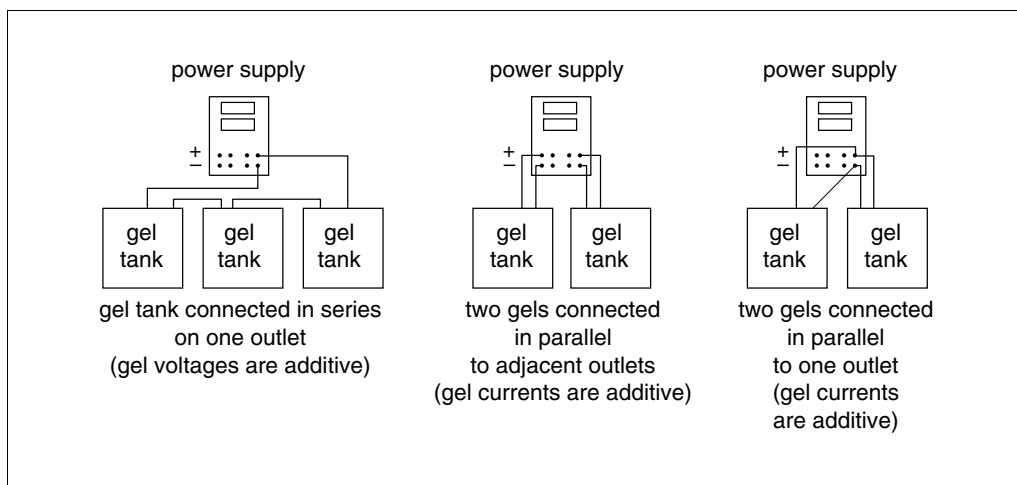 power supply
+
−
gel
tank
gel
tank
gel
tank
gel tank connected in series
on one outlet
(gel voltages are additive)
power supply
+
−
gel
tank
gel
tank
two gels connected
in parallel
to adjacent outlets
(gel currents are additive)
power supply
+
−
gel
tank
gel
tank
two gels connected
in parallel
to one outlet
(gel currents
are additive)